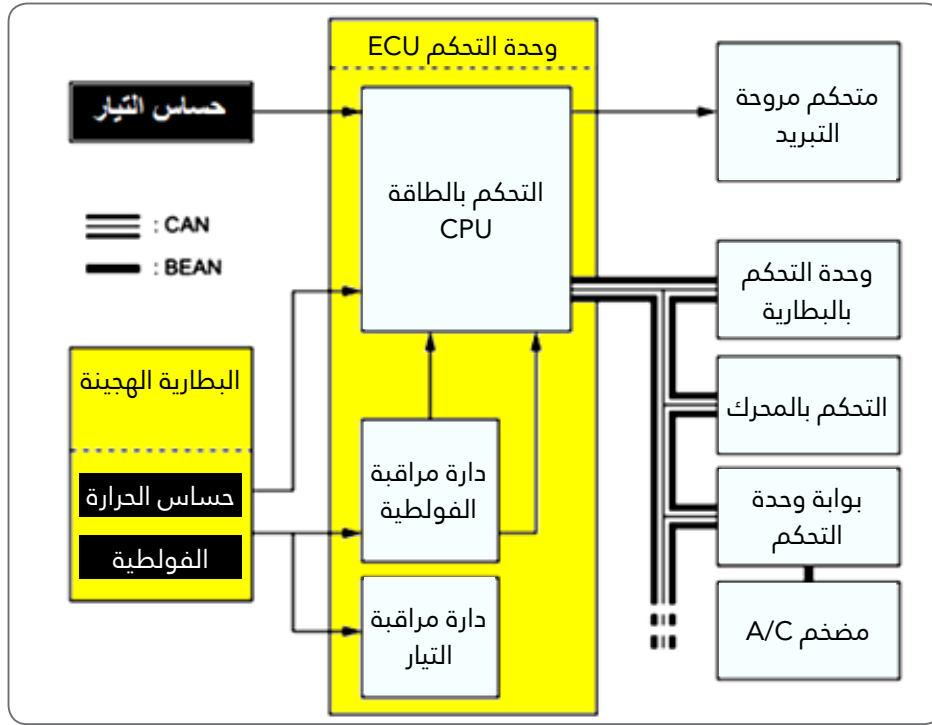 وحدة التحكم ECU
حساس التيار
متحكم مروحة
التبريد
التحكم بالطاقة
CPU
: CAN
: BEAN
وحدة التحكم
بالبطارية
البطارية الهجينة
التحكم بالمحرك
حساس الحرارة
الفولطية
دارة مراقبة
الفولطية
بوابة وحدة
التحكم
دارة مراقبة
التيار
مضخم A/C